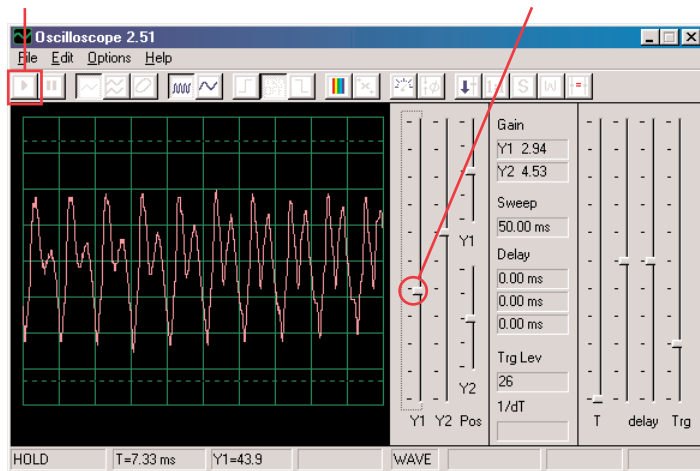 Oscilloscope 2.51
File Edit Options Help
Gain
Y1 2.94
Y2 4.53
Sweep
50.00 ms
Y1
Delay
0.00 ms
0.00 ms
0.00 ms
Trg Lev
26
Y2
1/dT
Y1 Y2 Pos
T delay Trg
HOLD T=7.33 ms Y1=43.9 WAVE